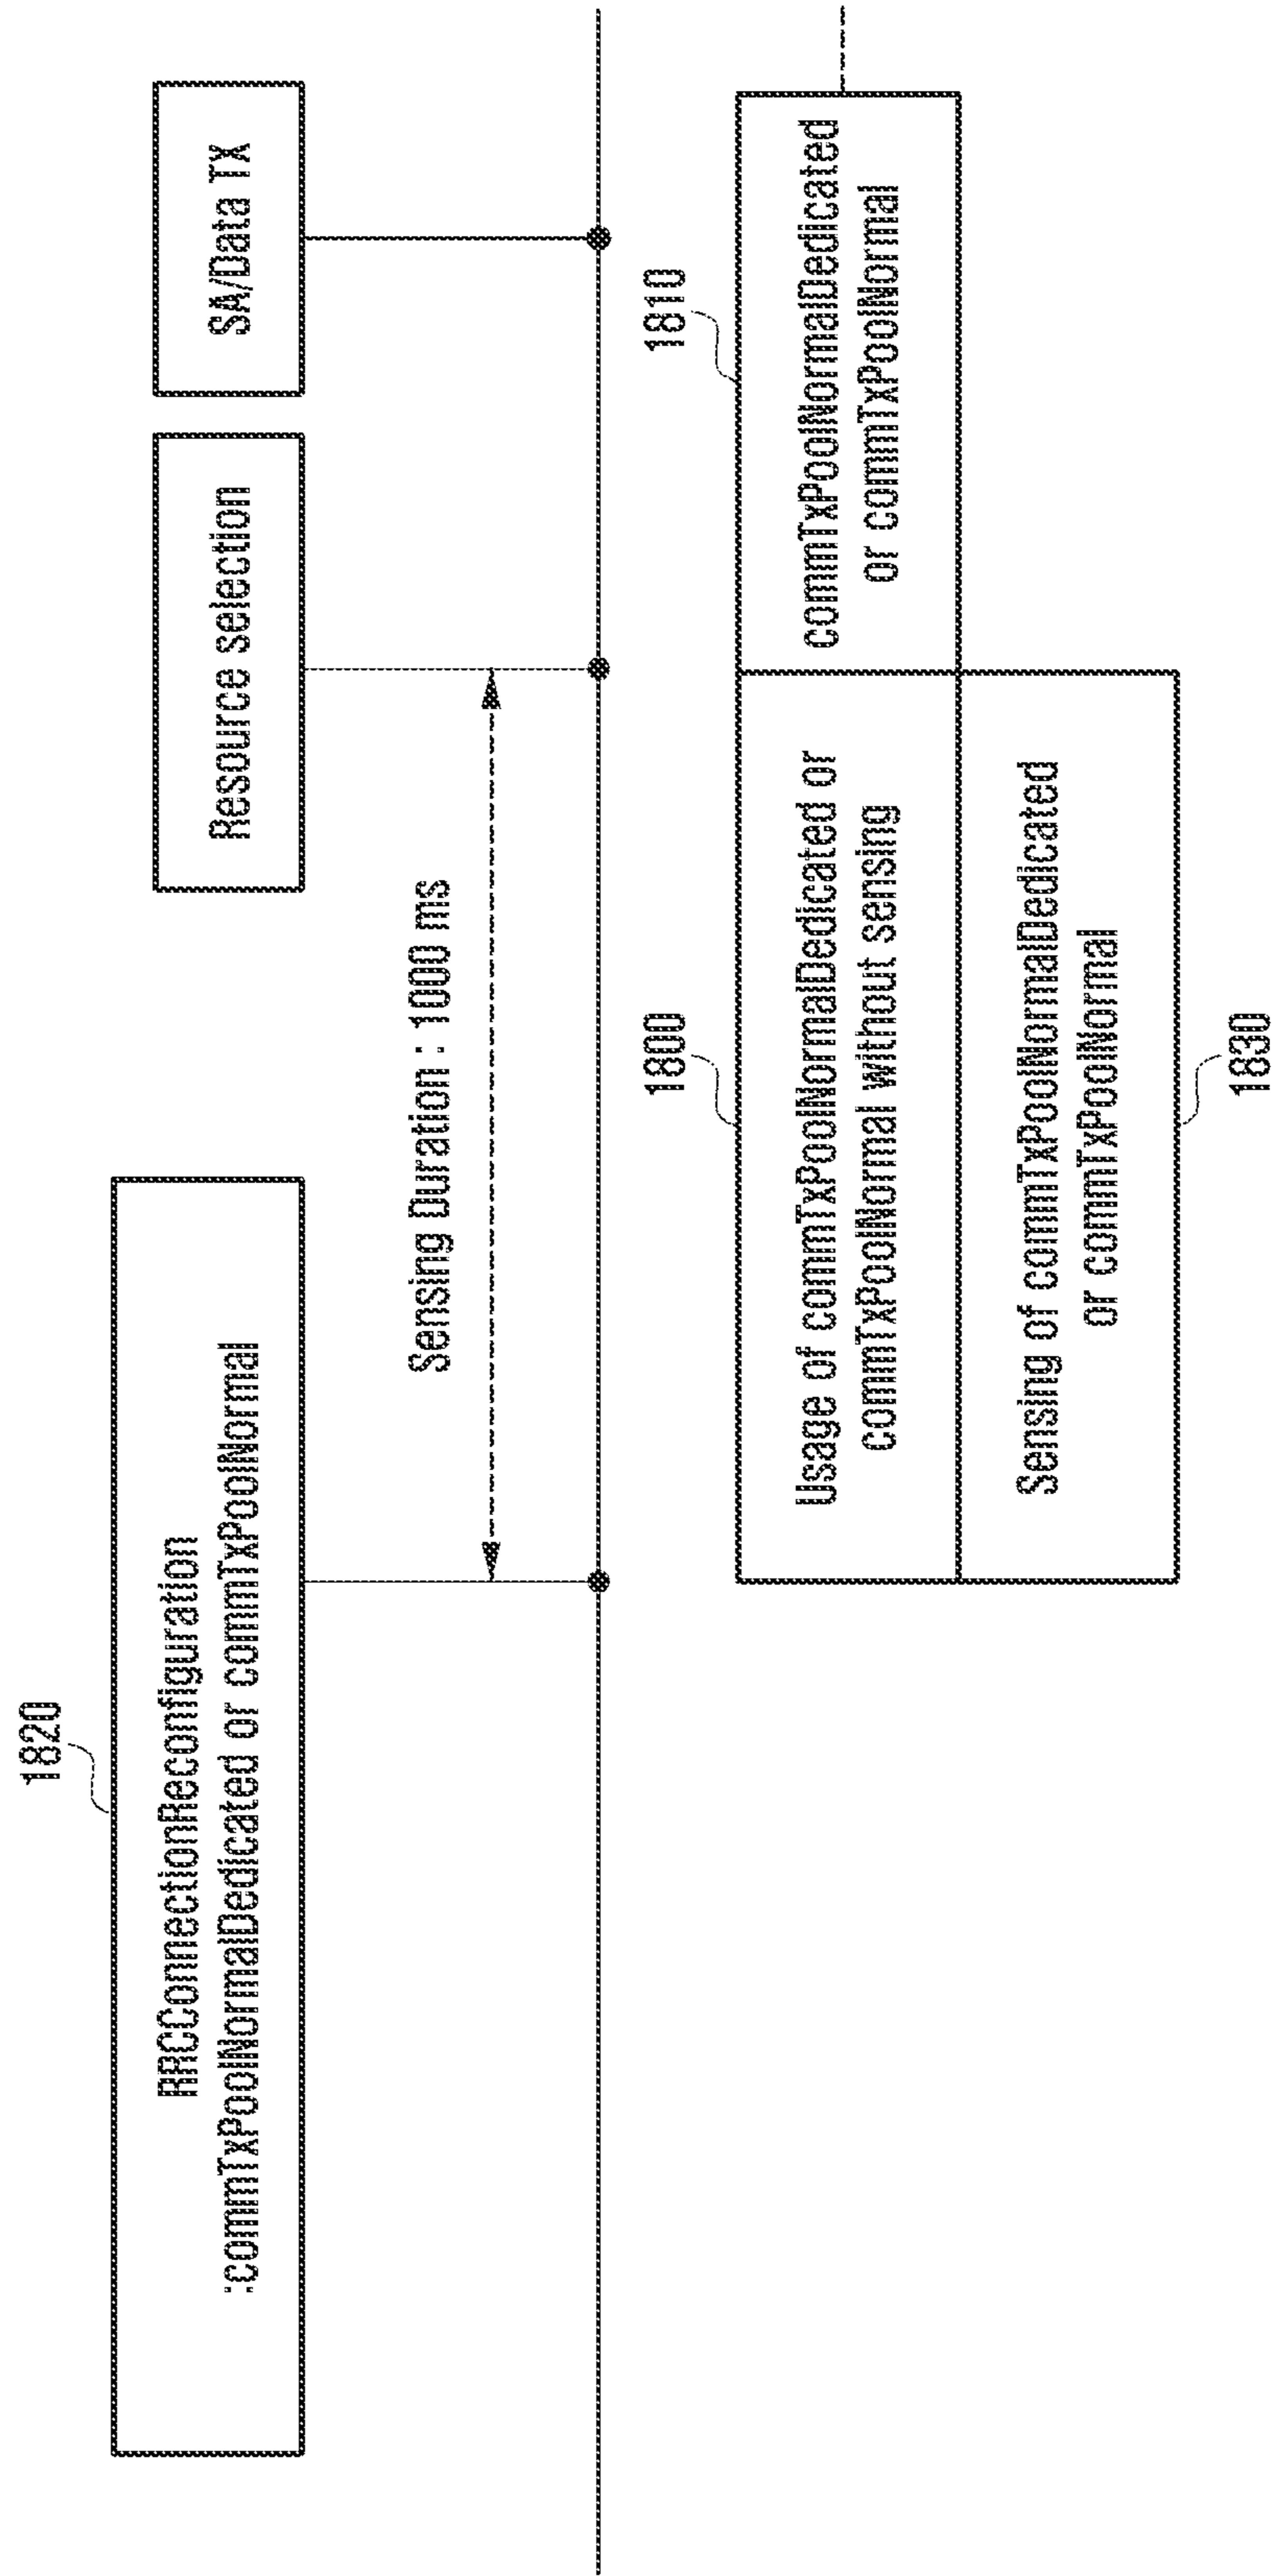 1820
RRCConnectionReconfiguration
:commTxPoolNormalDedicated or commTxPoolNormal
Resource selection
SA/Data TX
Sensing Duration : 1000 ms
1800
1810
Usage of commTxPoolNormalDedicated or
commTxPoolNormal without sensing
commTxPoolNormalDedicated
or commTxPoolNormal
Sensing of commTxPoolNormalDedicated
or commTxPoolNormal
1830